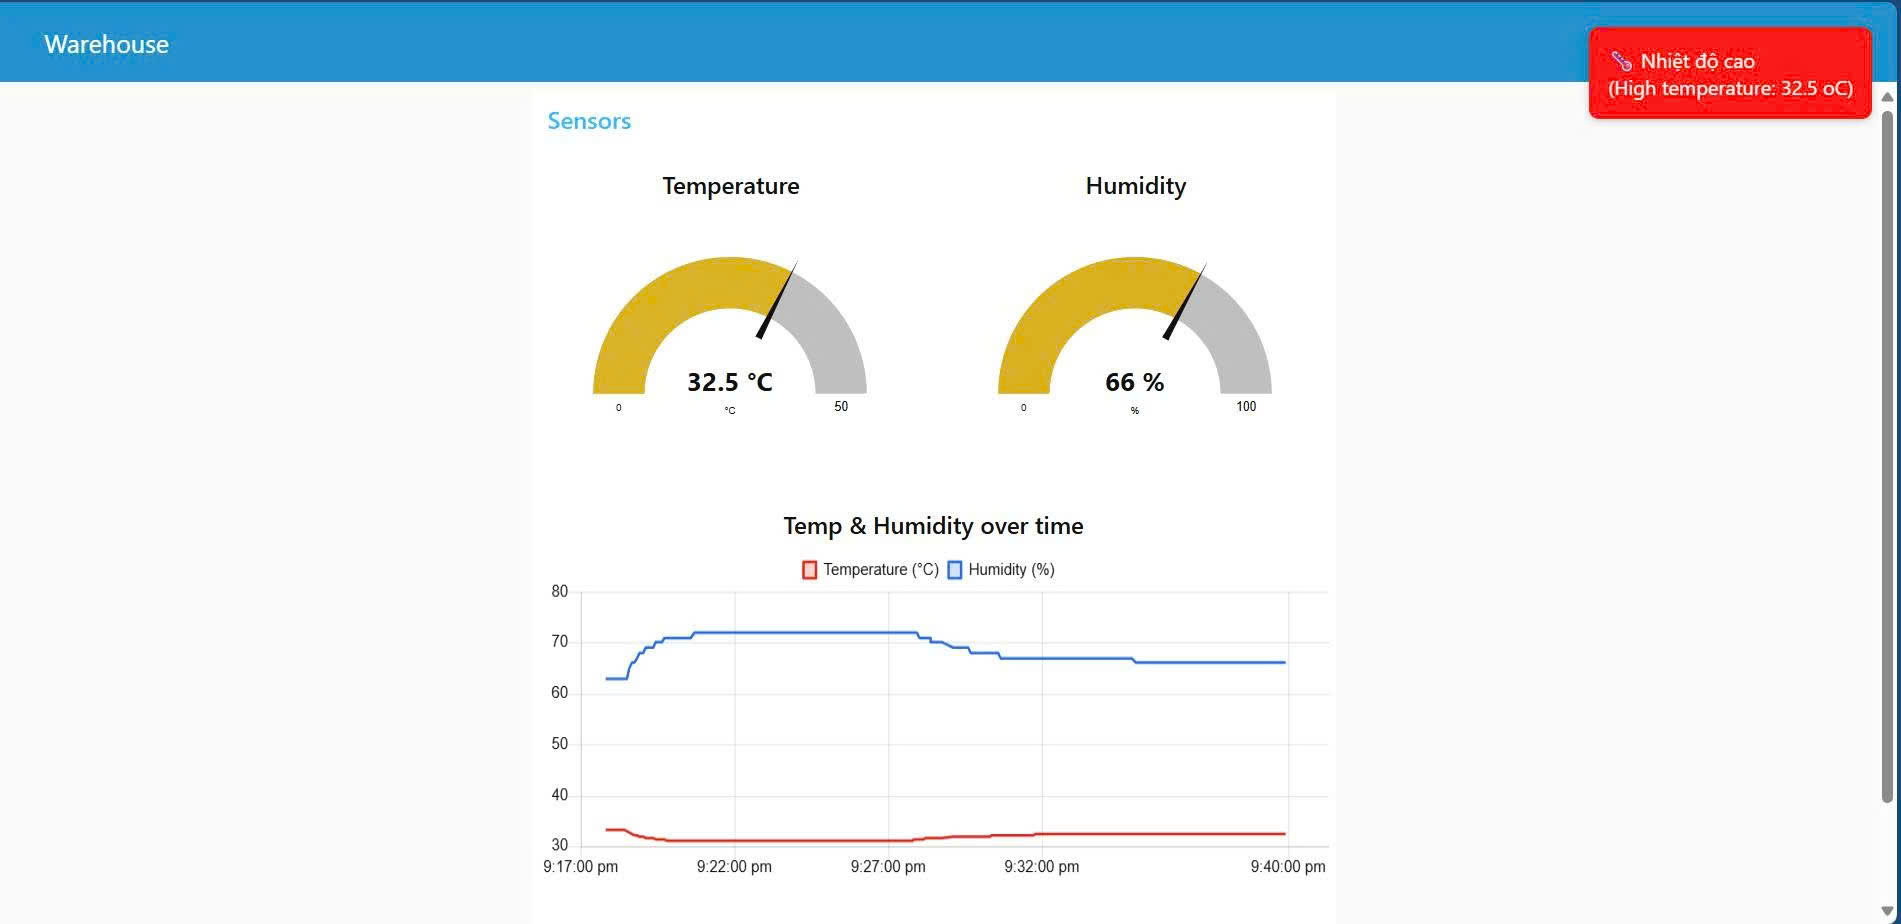 Warehouse
Nhiệt độ cao
(High temperature: 32.5 oC)
Sensors
Temperature
Humidity
32.5 °C
0
°C
50
66 %
0
%
100
Temp & Humidity over time
Temperature (°C) Humidity (%)
80
70
60
50
40
30
9:17:00 pm 9:22:00 pm 9:27:00 pm 9:32:00 pm 9:40:00 pm